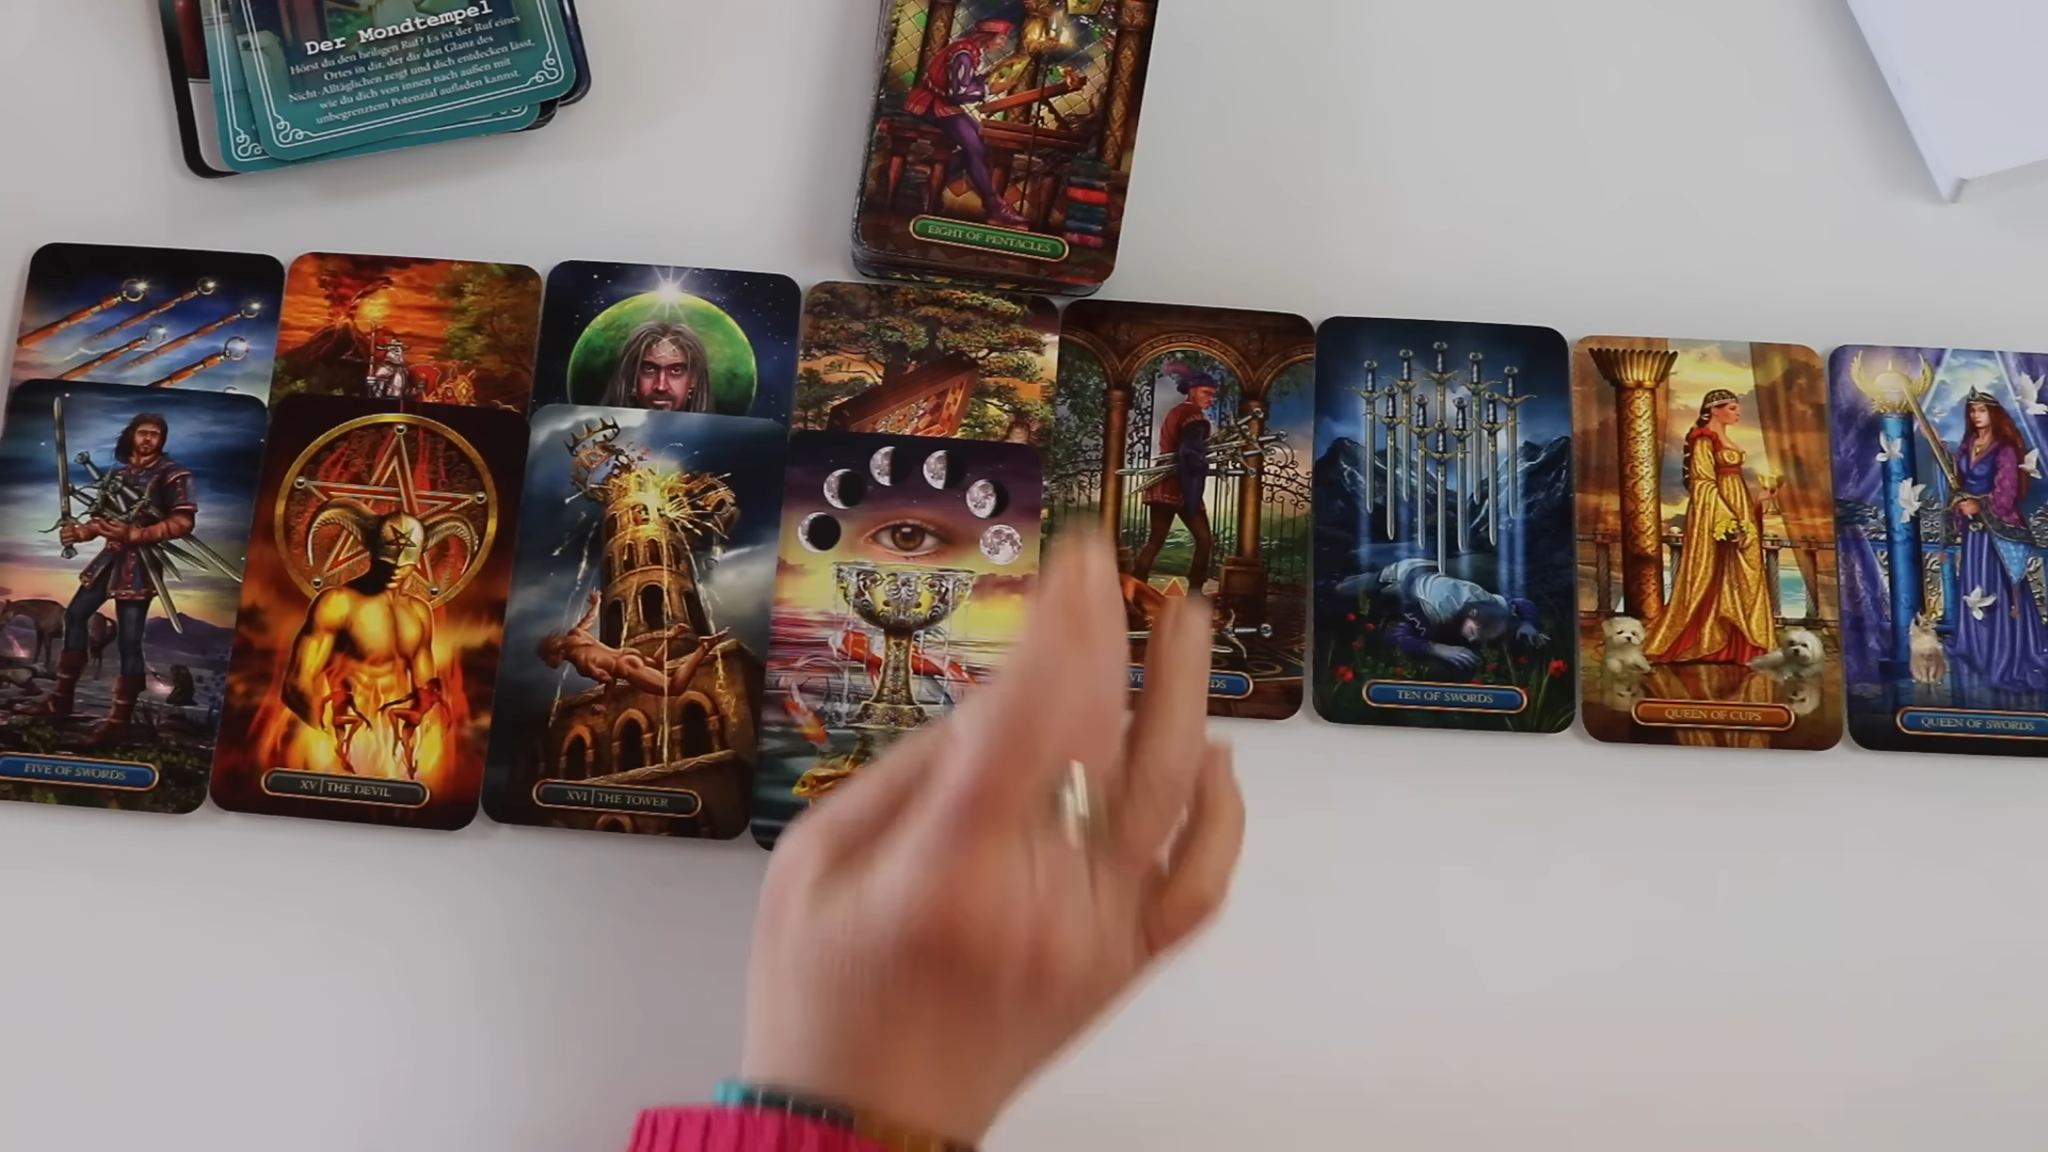 Der Mondtempel
Hörst du den heiligen Ruf? Es ist der Ruf eines
Ortes in dir, der dir den Glanz des
Nicht-Alltäglichen zeigt und dich entdecken lässt,
wie du dich von innen nach außen mit
unbegrenztem Potenzial aufladen kannst.
EIGHT OF PENTACLES
FIVE OF SWORDS
XV | THE DEVIL
XVI | THE TOWER
TEN OF SWORDS
QUEEN OF CUPS
QUEEN OF SWORDS